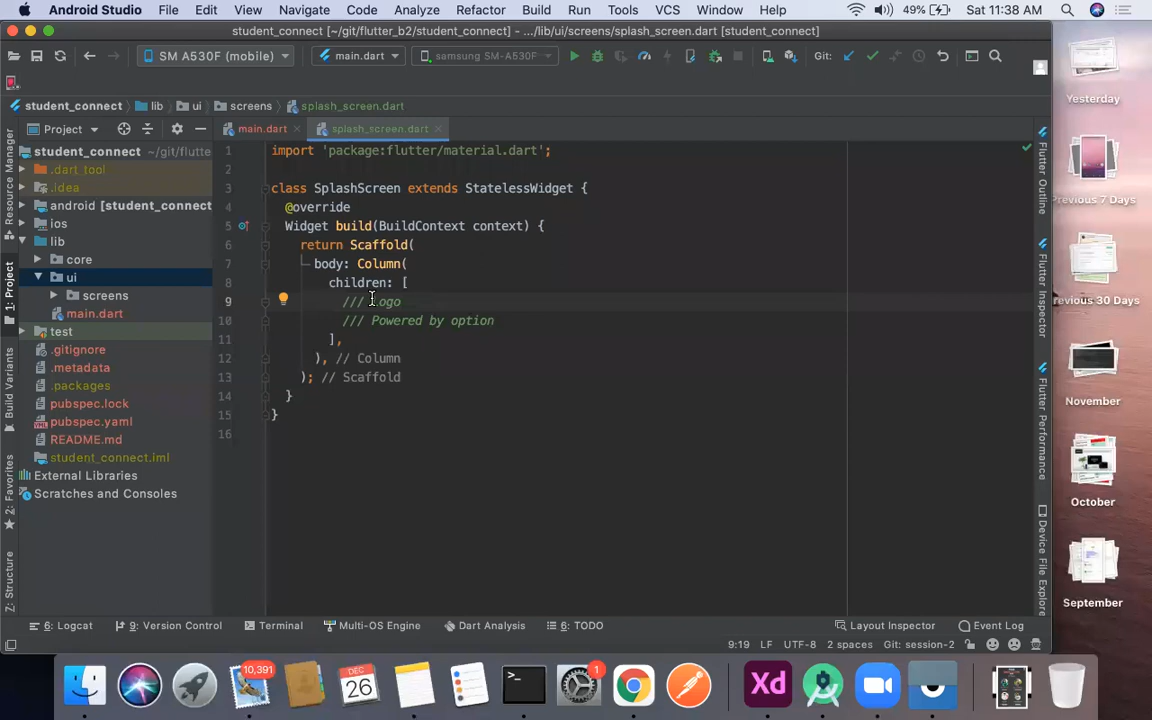 Android Studio File Edit View Navigate Code Analyze Refactor Build Run Tools VCS Window Help 49% Sat 11:38 AM
student_connect [~/git/flutter_b2/student_connect] - .../lib/ui/screens/splash_screen.dart [student_connect]
SM A530F (mobile) main.dart samsung SM-A530F Git:
student_connect lib ui screens splash_screen.dart
Project main.dart splash_screen.dart
student_connect ~/git/flutte
.dart_tool
.idea
android [student_connect
ios
lib
core
ui
screens
main.dart
test
.gitignore
.metadata
.packages
pubspec.lock
pubspec.yaml
README.md
student_connect.iml
External Libraries
Scratches and Consoles
Resource Manager
1: Project
Build Variants
2: Favorites
Z: Structure
1 import 'package:flutter/material.dart';
2
3 class SplashScreen extends StatelessWidget {
4 @override
5 Widget build(BuildContext context) {
6 return Scaffold(
7 body: Column(
8 children: [
9 /// Logo
10 /// Powered by option
11 ],
12 ), // Column
13 ); // Scaffold
14 }
15 }
16
Flutter Outline
Flutter Inspector
Flutter Performance
Device File Explorer
Yesterday
revious 7 Days
revious 30 Days
November
October
September
6: Logcat 9: Version Control Terminal Multi-OS Engine Dart Analysis 6: TODO Layout Inspector Event Log
9:19 LF UTF-8 2 spaces Git: session-2
10,391
DEC
26
1
>_
Xd